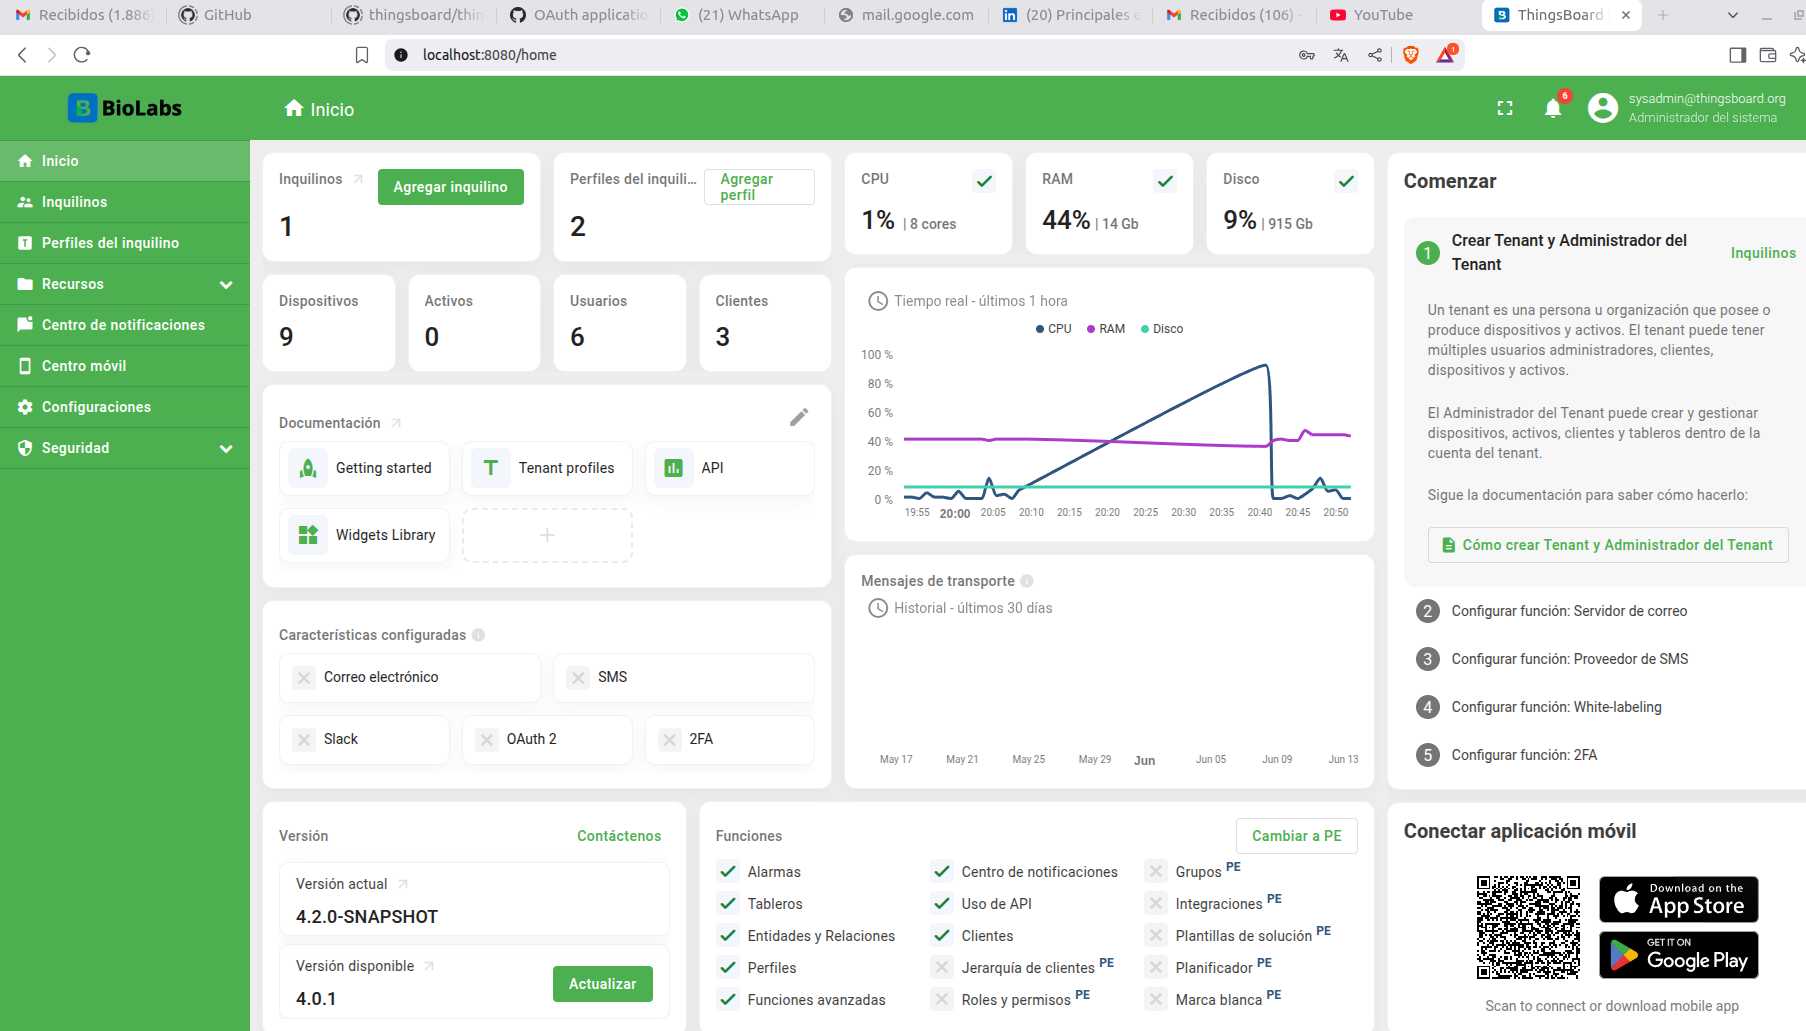 Recibidos (1.886)
GitHub
thingsboard/thin
OAuth applicatio
(21) WhatsApp
mail.google.com
(20) Principales e
Recibidos (106) -
YouTube
ThingsBoard
localhost:8080/home
1
B BioLabs
Inicio
6
sysadmin@thingsboard.org
Administrador del sistema
Inicio
Inquilinos
Perfiles del inquilino
Recursos
Centro de notificaciones
Centro móvil
Configuraciones
Seguridad
Inquilinos
Agregar inquilino
1
Perfiles del inquili...
Agregar
perfil
2
Dispositivos
9
Activos
0
Usuarios
6
Clientes
3
CPU
1% | 8 cores
RAM
44% | 14 Gb
Disco
9% | 915 Gb
Tiempo real - últimos 1 hora
CPU RAM Disco
100 %
80 %
60 %
40 %
20 %
0 %
19:55 20:00 20:05 20:10 20:15 20:20 20:25 20:30 20:35 20:40 20:45 20:50
Documentación
Getting started
Tenant profiles
API
Widgets Library
+
Características configuradas
Correo electrónico
SMS
Slack
OAuth 2
2FA
Mensajes de transporte
Historial - últimos 30 días
May 17 May 21 May 25 May 29 Jun Jun 05 Jun 09 Jun 13
Comenzar
1
Crear Tenant y Administrador del
Tenant
Inquilinos
Un tenant es una persona u organización que posee o
produce dispositivos y activos. El tenant puede tener
múltiples usuarios administradores, clientes,
dispositivos y activos.
El Administrador del Tenant puede crear y gestionar
dispositivos, activos, clientes y tableros dentro de la
cuenta del tenant.
Sigue la documentación para saber cómo hacerlo:
Cómo crear Tenant y Administrador del Tenant
2 Configurar función: Servidor de correo
3 Configurar función: Proveedor de SMS
4 Configurar función: White-labeling
5 Configurar función: 2FA
Versión
Contáctenos
Versión actual
4.2.0-SNAPSHOT
Versión disponible
4.0.1
Actualizar
Funciones
Cambiar a PE
Alarmas
Tableros
Entidades y Relaciones
Perfiles
Funciones avanzadas
Centro de notificaciones
Uso de API
Clientes
Jerarquía de clientes PE
Roles y permisos PE
Grupos PE
Integraciones PE
Plantillas de solución PE
Planificador PE
Marca blanca PE
Conectar aplicación móvil
Download on the
App Store
GET IT ON
Google Play
Scan to connect or download mobile app